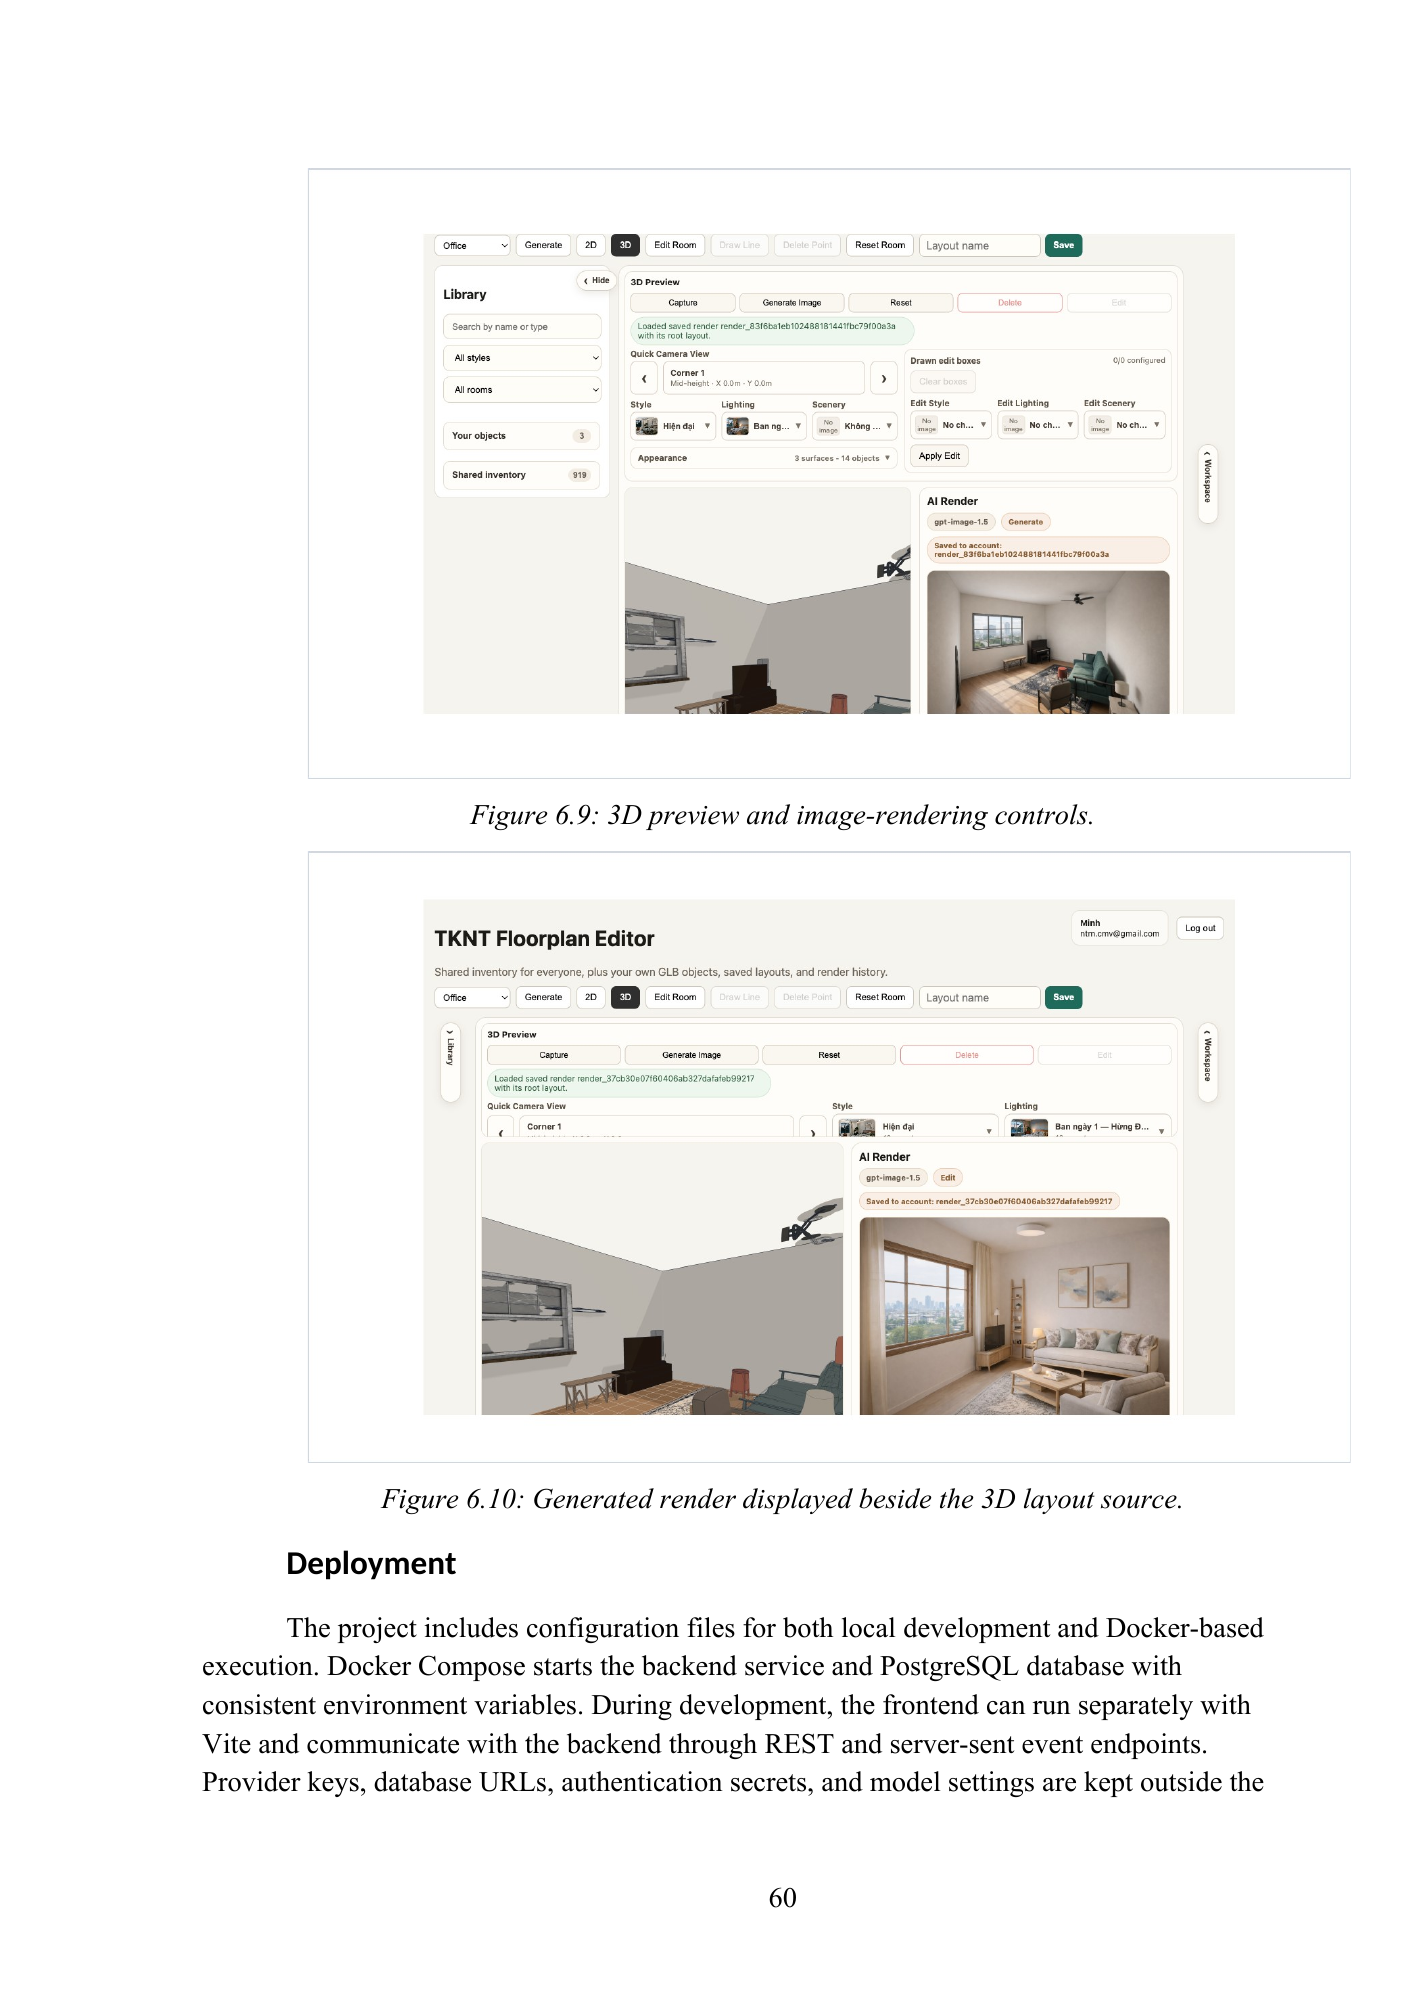 Office
Generate
2D
3D
Edit Room
Draw Line
Delete Point
Reset Room
Layout name
Save
Hide
Library
Search by name or type
All styles
All rooms
Your objects 3
Shared inventory 919
3D Preview
Capture
Generate Image
Reset
Delete
Edit
Loaded saved render render_83f6ba1eb102488181441fbc79f00a3a
with its root layout.
Quick Camera View
Corner 1
Mid-height · X 0.0m · Y 0.0m
Style
Lighting
Scenery
Hiện đại
Ban ng...
No
image
Không ...
Appearance
3 surfaces - 14 objects
Drawn edit boxes
0/0 configured
Clear boxes
Edit Style
Edit Lighting
Edit Scenery
No
image
No ch...
No
image
No ch...
No
image
No ch...
Apply Edit
Workspace
AI Render
gpt-image-1.5
Generate
Saved to account:
render_83f6ba1eb102488181441fbc79f00a3a
Figure 6.9: 3D preview and image-rendering controls.
TKNT Floorplan Editor
Minh
ntm.cmv@gmail.com
Log out
Shared inventory for everyone, plus your own GLB objects, saved layouts, and render history.
Office
Generate
2D
3D
Edit Room
Draw Line
Delete Point
Reset Room
Layout name
Save
Library
3D Preview
Capture
Generate Image
Reset
Delete
Edit
Loaded saved render render_37cb30e07f60406ab327dafafeb99217
with its root layout.
Quick Camera View
Style
Lighting
Corner 1
Hiện đại
Ban ngày 1 — Hừng Đ...
Workspace
AI Render
gpt-image-1.5
Edit
Saved to account: render_37cb30e07f60406ab327dafafeb99217
Figure 6.10: Generated render displayed beside the 3D layout source.
Deployment
The project includes configuration files for both local development and Docker-based
execution. Docker Compose starts the backend service and PostgreSQL database with
consistent environment variables. During development, the frontend can run separately with
Vite and communicate with the backend through REST and server-sent event endpoints.
Provider keys, database URLs, authentication secrets, and model settings are kept outside the
60